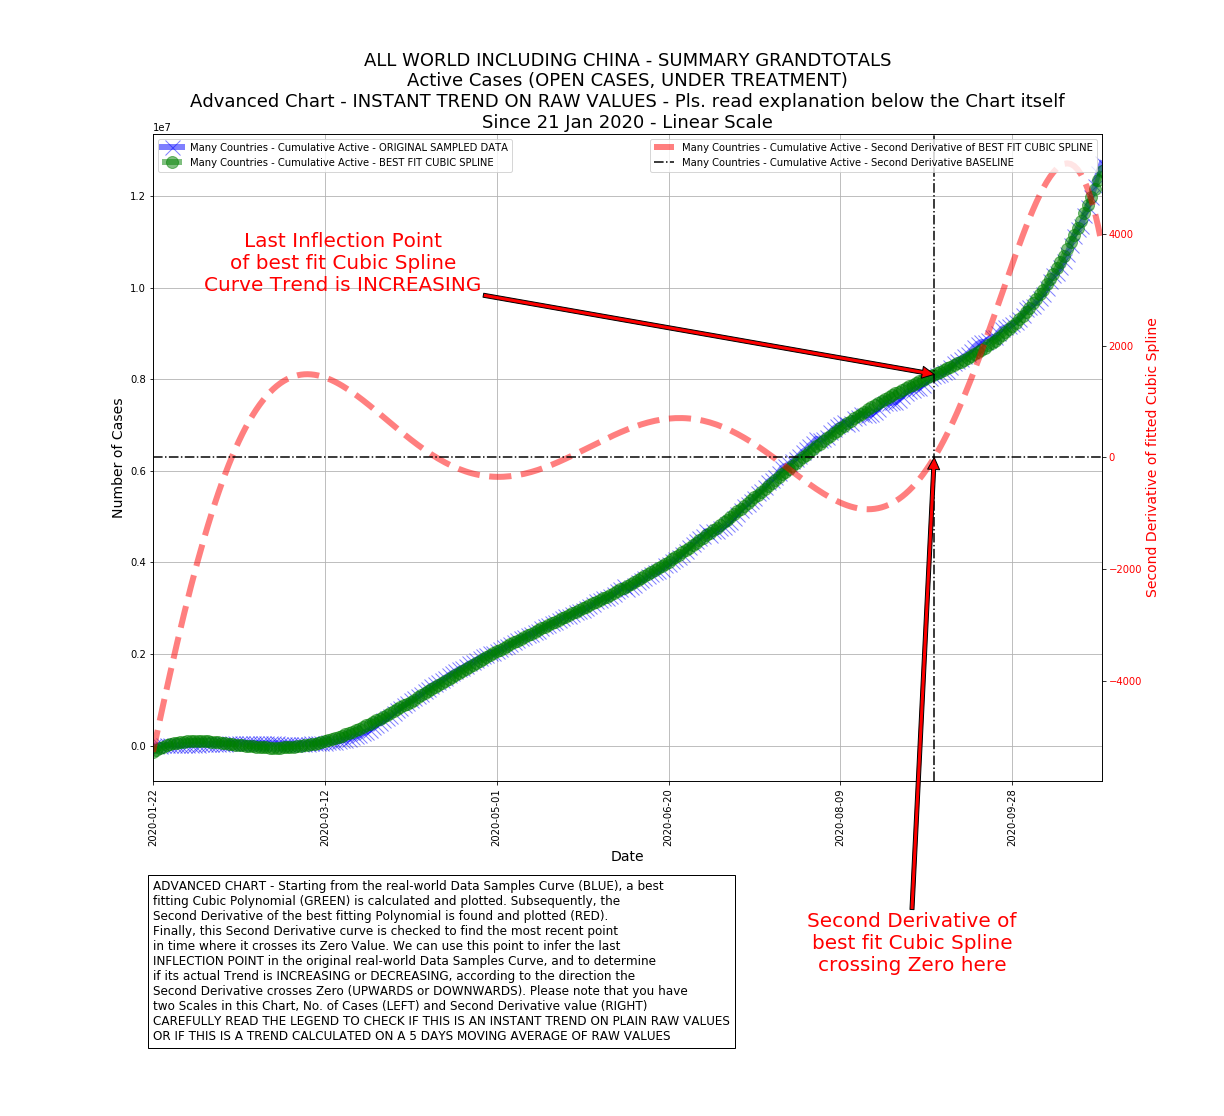 ALL WORLD INCLUDING CHINA - SUMMARY GRANDTOTALS
Active Cases (OPEN CASES, UNDER TREATMENT)
Advanced Chart - INSTANT TREND ON RAW VALUES - Pls. read explanation below the Chart itself
Since 21 Jan 2020 - Linear Scale
1e7
Many Countries - Cumulative Active - ORIGINAL SAMPLED DATA
Many Countries - Cumulative Active - BEST FIT CUBIC SPLINE
Many Countries - Cumulative Active - Second Derivative of BEST FIT CUBIC SPLINE
Many Countries - Cumulative Active - Second Derivative BASELINE
Last Inflection Point
of best fit Cubic Spline
Curve Trend is INCREASING
Number of Cases
1.2
1.0
0.8
0.6
0.4
0.2
0.0
4000
2000
0
−2000
−4000
Second Derivative of fitted Cubic Spline
2020-01-22
2020-03-12
2020-05-01
2020-06-20
2020-08-09
2020-09-28
Date
ADVANCED CHART - Starting from the real-world Data Samples Curve (BLUE), a best
fitting Cubic Polynomial (GREEN) is calculated and plotted. Subsequently, the
Second Derivative of the best fitting Polynomial is found and plotted (RED).
Finally, this Second Derivative curve is checked to find the most recent point
in time where it crosses its Zero Value. We can use this point to infer the last
INFLECTION POINT in the original real-world Data Samples Curve, and to determine
if its actual Trend is INCREASING or DECREASING, according to the direction the
Second Derivative crosses Zero (UPWARDS or DOWNWARDS). Please note that you have
two Scales in this Chart, No. of Cases (LEFT) and Second Derivative value (RIGHT)
CAREFULLY READ THE LEGEND TO CHECK IF THIS IS AN INSTANT TREND ON PLAIN RAW VALUES
OR IF THIS IS A TREND CALCULATED ON A 5 DAYS MOVING AVERAGE OF RAW VALUES
Second Derivative of
best fit Cubic Spline
crossing Zero here